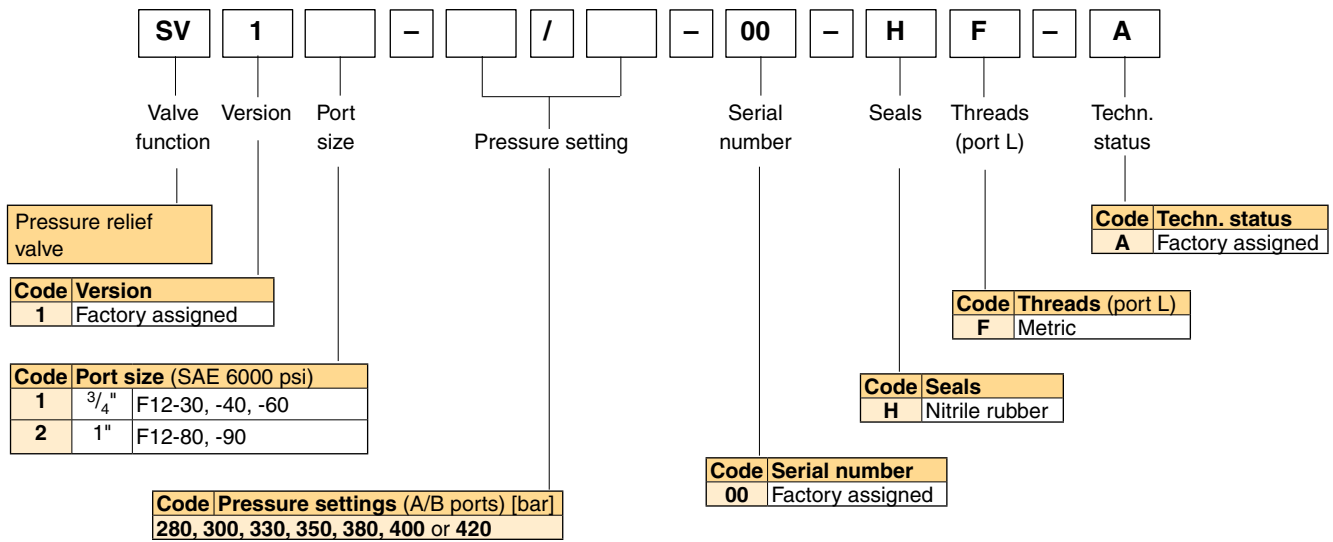 SV 1 – / – 00 – H F – A
Valve function
Version
Port size
Pressure setting
Serial number
Seals
Threads (port L)
Techn. status
Pressure relief
valve
Code Version
1 Factory assigned
Code Port size (SAE 6000 psi)
1 3/4" F12-30, -40, -60
2 1" F12-80, -90
Code Pressure settings (A/B ports) [bar]
280, 300, 330, 350, 380, 400 or 420
Code Serial number
00 Factory assigned
Code Seals
H Nitrile rubber
Code Threads (port L)
F Metric
Code Techn. status
A Factory assigned